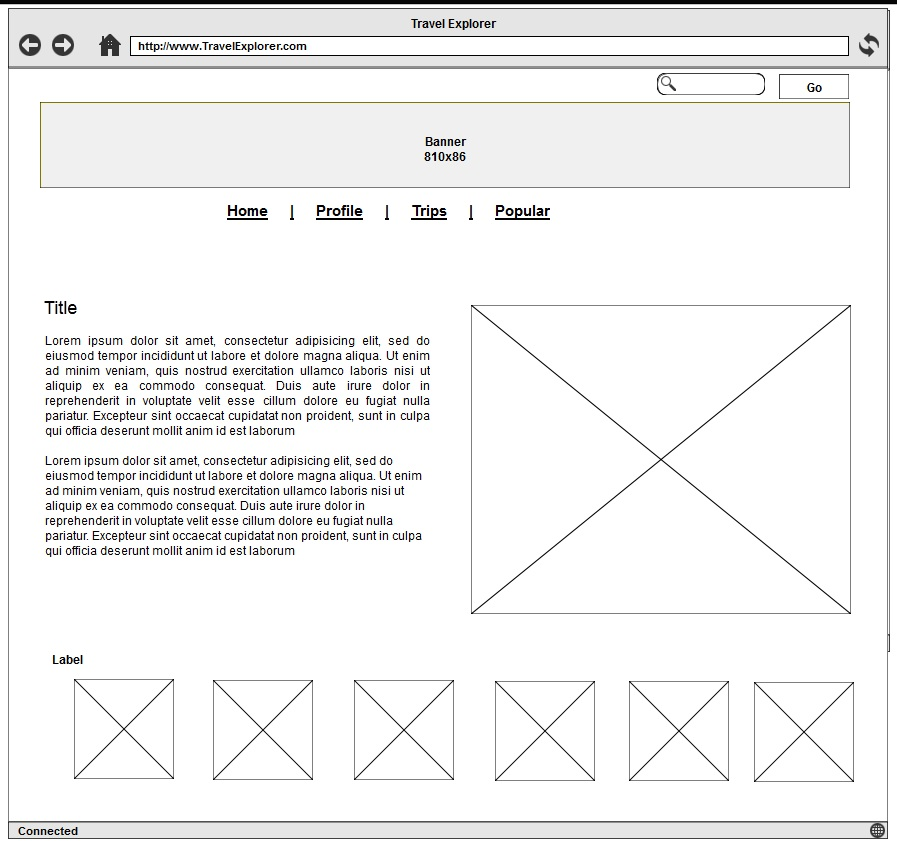 Travel Explorer
http://www.TravelExplorer.com
Go
Banner
810x86
Home | Profile | Trips | Popular
Title
Lorem ipsum dolor sit amet, consectetur adipisicing elit, sed do
eiusmod tempor incididunt ut labore et dolore magna aliqua. Ut enim
ad minim veniam, quis nostrud exercitation ullamco laboris nisi ut
aliquip ex ea commodo consequat. Duis aute irure dolor in
reprehenderit in voluptate velit esse cillum dolore eu fugiat nulla
pariatur. Excepteur sint occaecat cupidatat non proident, sunt in culpa
qui officia deserunt mollit anim id est laborum
Lorem ipsum dolor sit amet, consectetur adipisicing elit, sed do
eiusmod tempor incididunt ut labore et dolore magna aliqua. Ut enim
ad minim veniam, quis nostrud exercitation ullamco laboris nisi ut
aliquip ex ea commodo consequat. Duis aute irure dolor in
reprehenderit in voluptate velit esse cillum dolore eu fugiat nulla
pariatur. Excepteur sint occaecat cupidatat non proident, sunt in culpa
qui officia deserunt mollit anim id est laborum
Label
Connected